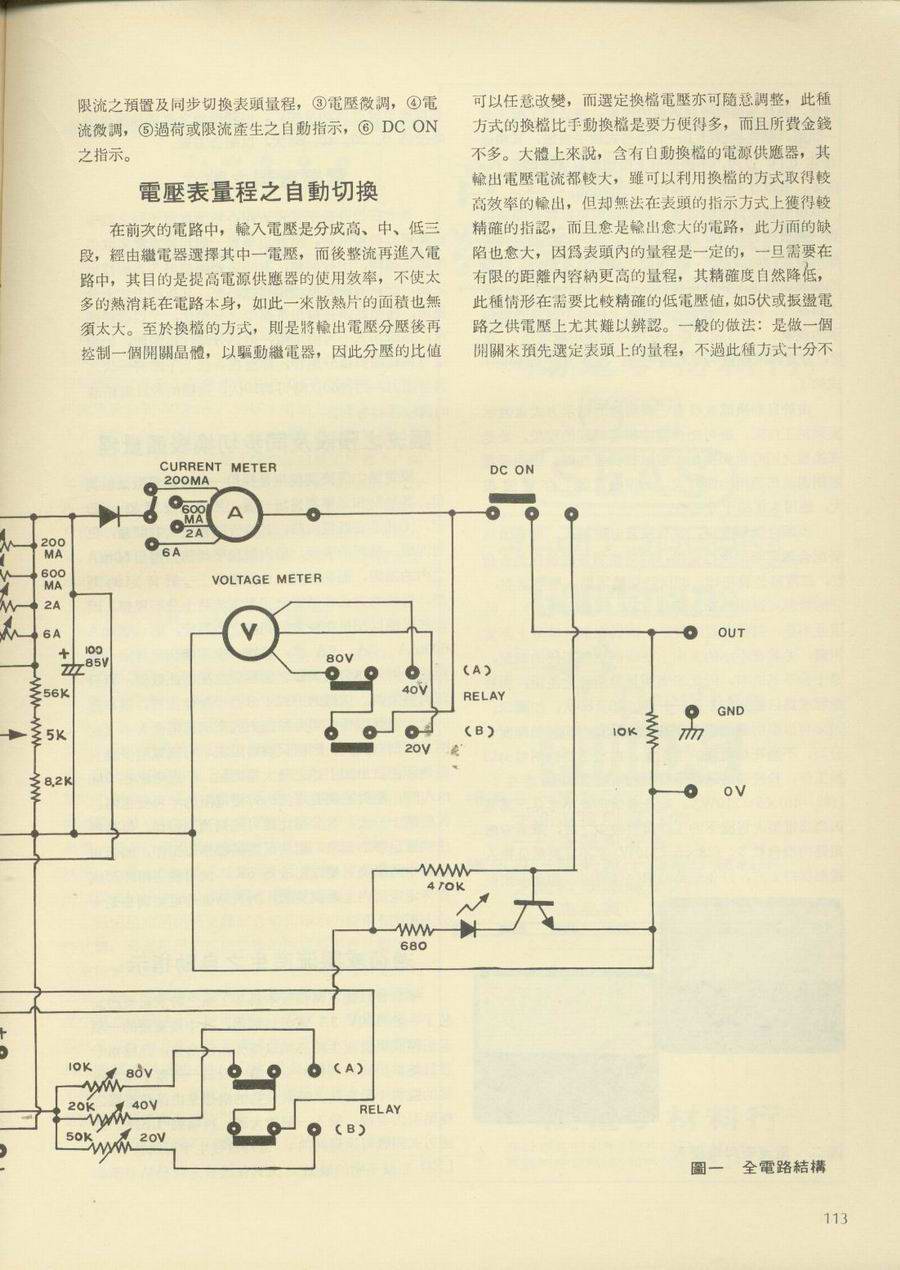 限流之預置及同步切換表頭量程，③電壓微調，④電
流微調，⑤過荷或限流產生之自動指示，⑥ DC ON
之指示。
電壓表量程之自動切換
在前次的電路中，輸入電壓是分成高、中、低三
段，經由繼電器選擇其中一電壓，而後整流再進入電
路中，其目的是提高電源供應器的使用效率，不使太
多的熱消耗在電路本身，如此一來散熱片的面積也無
須太大。至於換檔的方式，則是將輸出電壓分壓後再
控制一個開關晶體，以驅動繼電器，因此分壓的比値
可以任意改變，而選定換檔電壓亦可隨意調整，此種
方式的換檔比手動換檔是要方便得多，而且所費金錢
不多。大體上來說，含有自動換檔的電源供應器，其
輸出電壓電流都較大，雖可以利用換檔的方式取得較
高效率的輸出，但却無法在表頭的指示方式上獲得較
精確的指認，而且愈是輸出愈大的電路，此方面的缺
陷也愈大，因爲表頭內的量程是一定的，一旦需要在
有限的距離內容納更高的量程，其精確度自然降低，
此種情形在需要比較精確的低電壓値，如5伏或振盪電
路之供電壓上尤其難以辨認。一般的做法：是做一個
開關來預先選定表頭上的量程，不過此種方式十分不
CURRENT METER
200MA
600
MA
2A
6A
A
DC ON
200
MA
600
MA
2A
6A
VOLTAGE METER
V
+
100
85V
80V
40V
(A)
RELAY
20V
(B)
56K
5K
8.2K
OUT
GND
10K
0V
470K
680
+
10K
80V
20K
40V
50K
20V
(A)
RELAY
(B)
圖一 全電路結構
113